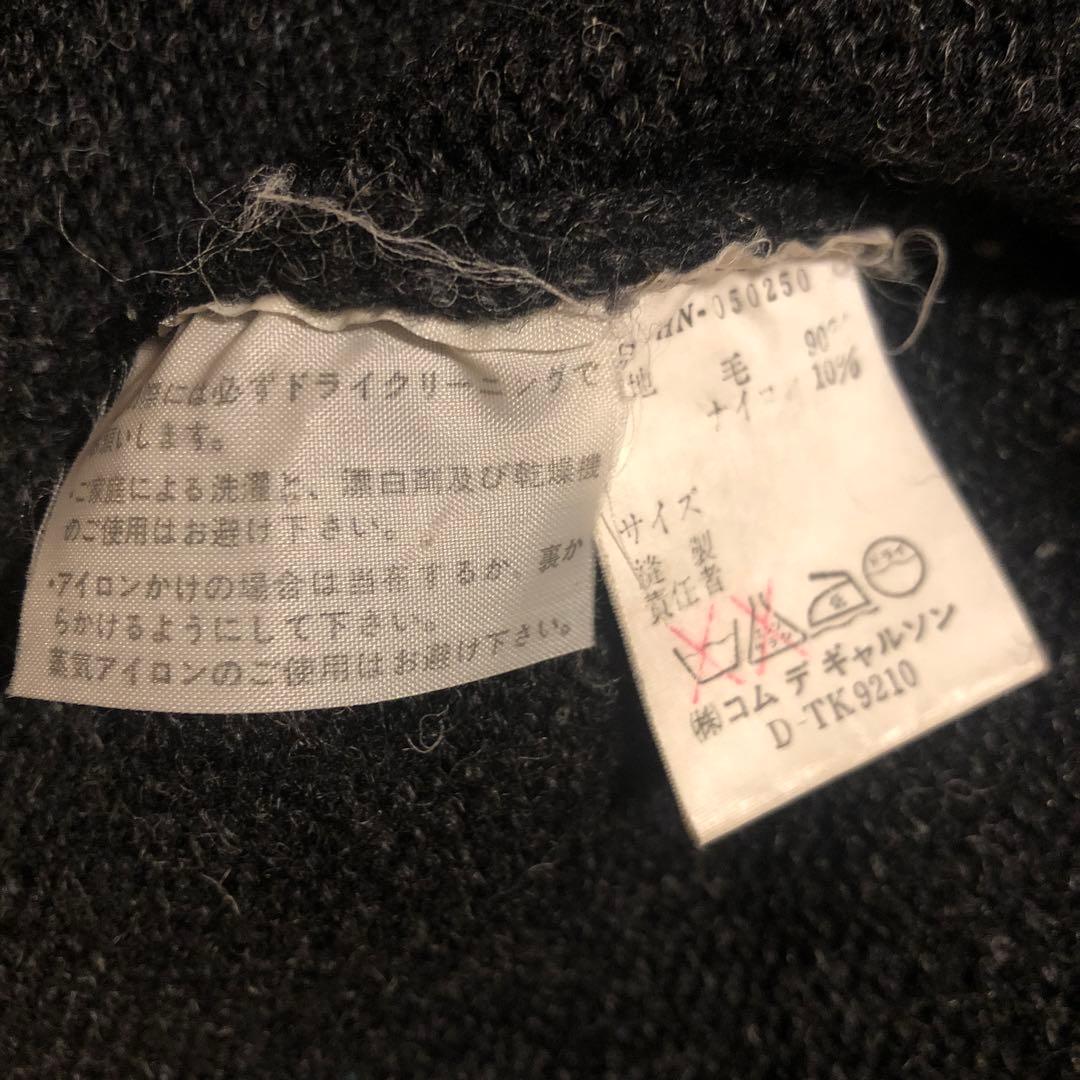 には必ずドライクリーニングで
願いします。
・ご家庭による洗濯と、漂白剤及び乾燥機
のご使用はお避け下さい。
・アイロンかけの場合は当布するか、裏か
らかけるようにして下さい。
蒸気アイロンのご使用はお避け下さい。
HN-050250
地 毛 90%
ナイロン 10%
サイズ
縫製
責任者
ドライ
㈱コム デ ギャルソン
D-TK9210